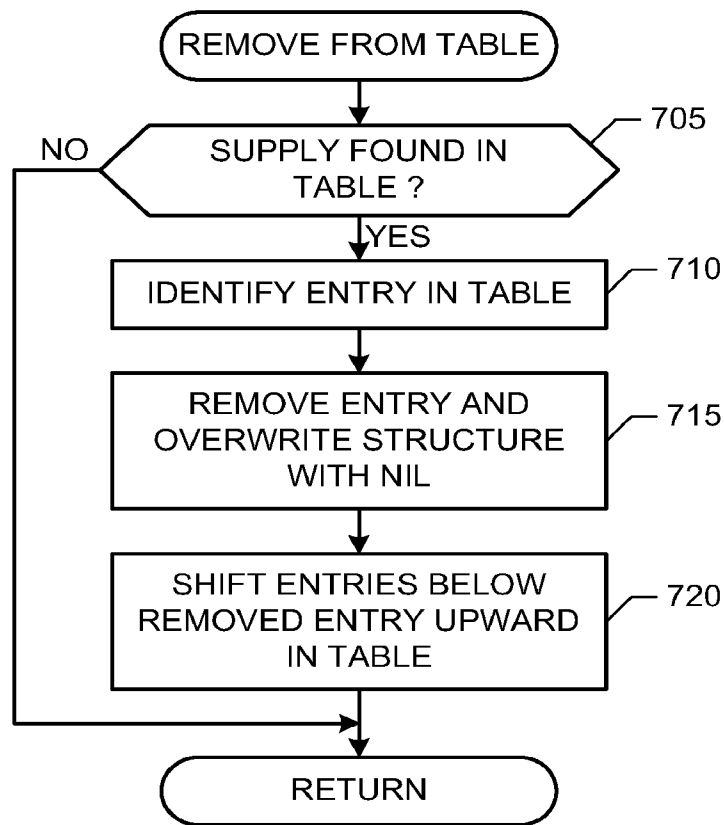 REMOVE FROM TABLE
705
NO
SUPPLY FOUND IN
TABLE ?
YES
710
IDENTIFY ENTRY IN TABLE
REMOVE ENTRY AND
OVERWRITE STRUCTURE
WITH NIL
715
SHIFT ENTRIES BELOW
REMOVED ENTRY UPWARD
IN TABLE
720
RETURN